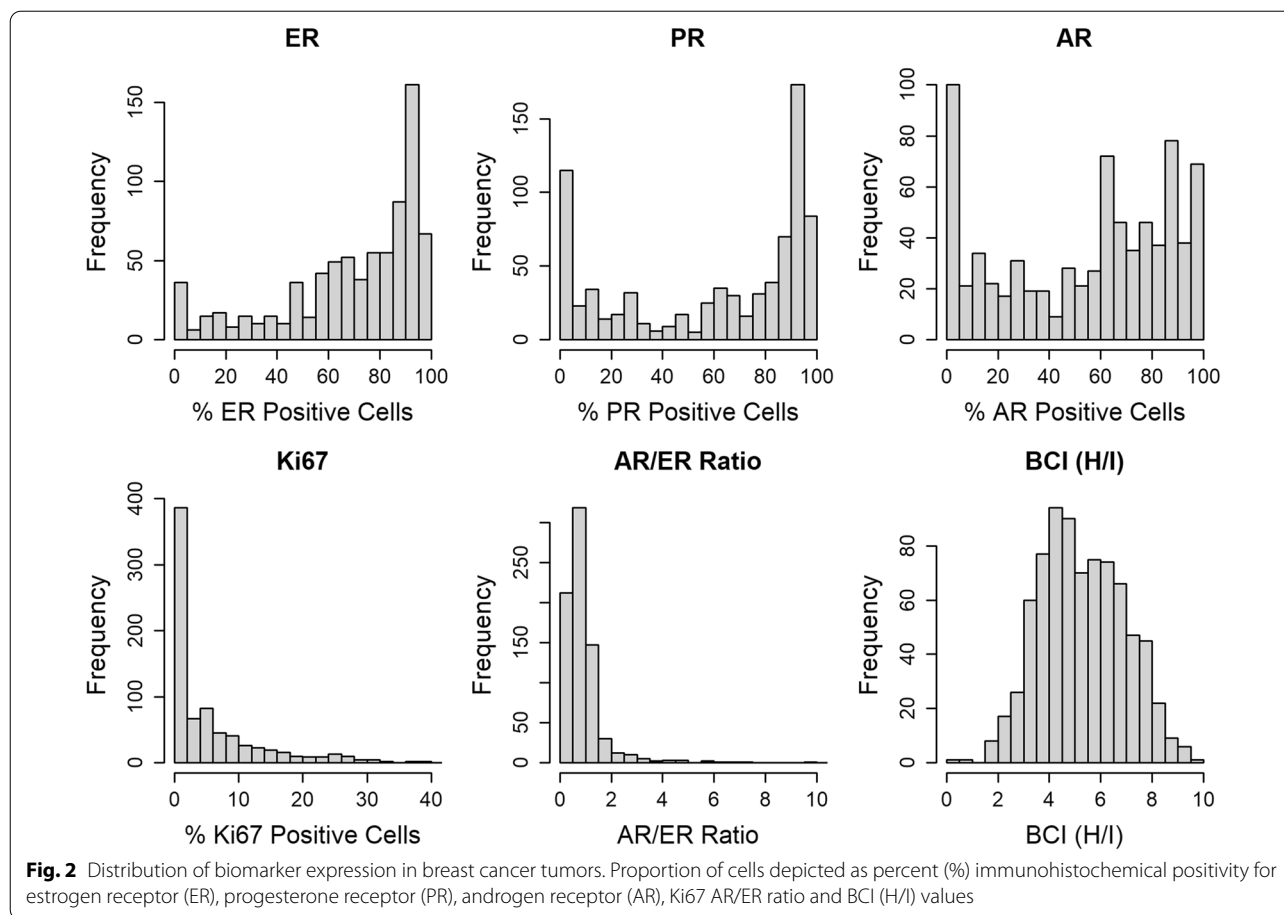 ER
PR
AR
Frequency
0 50 100 150
0 20 40 60 80 100
% ER Positive Cells
Frequency
0 50 100 150
0 20 40 60 80 100
% PR Positive Cells
Frequency
0 20 40 60 80 100
0 20 40 60 80 100
% AR Positive Cells
Ki67
AR/ER Ratio
BCI (H/I)
Frequency
0 100 200 300 400
0 10 20 30 40
% Ki67 Positive Cells
Frequency
0 50 150 250
0 2 4 6 8 10
AR/ER Ratio
Frequency
0 20 40 60 80
0 2 4 6 8 10
BCI (H/I)
Fig. 2 Distribution of biomarker expression in breast cancer tumors. Proportion of cells depicted as percent (%) immunohistochemical positivity for
estrogen receptor (ER), progesterone receptor (PR), androgen receptor (AR), Ki67 AR/ER ratio and BCI (H/I) values